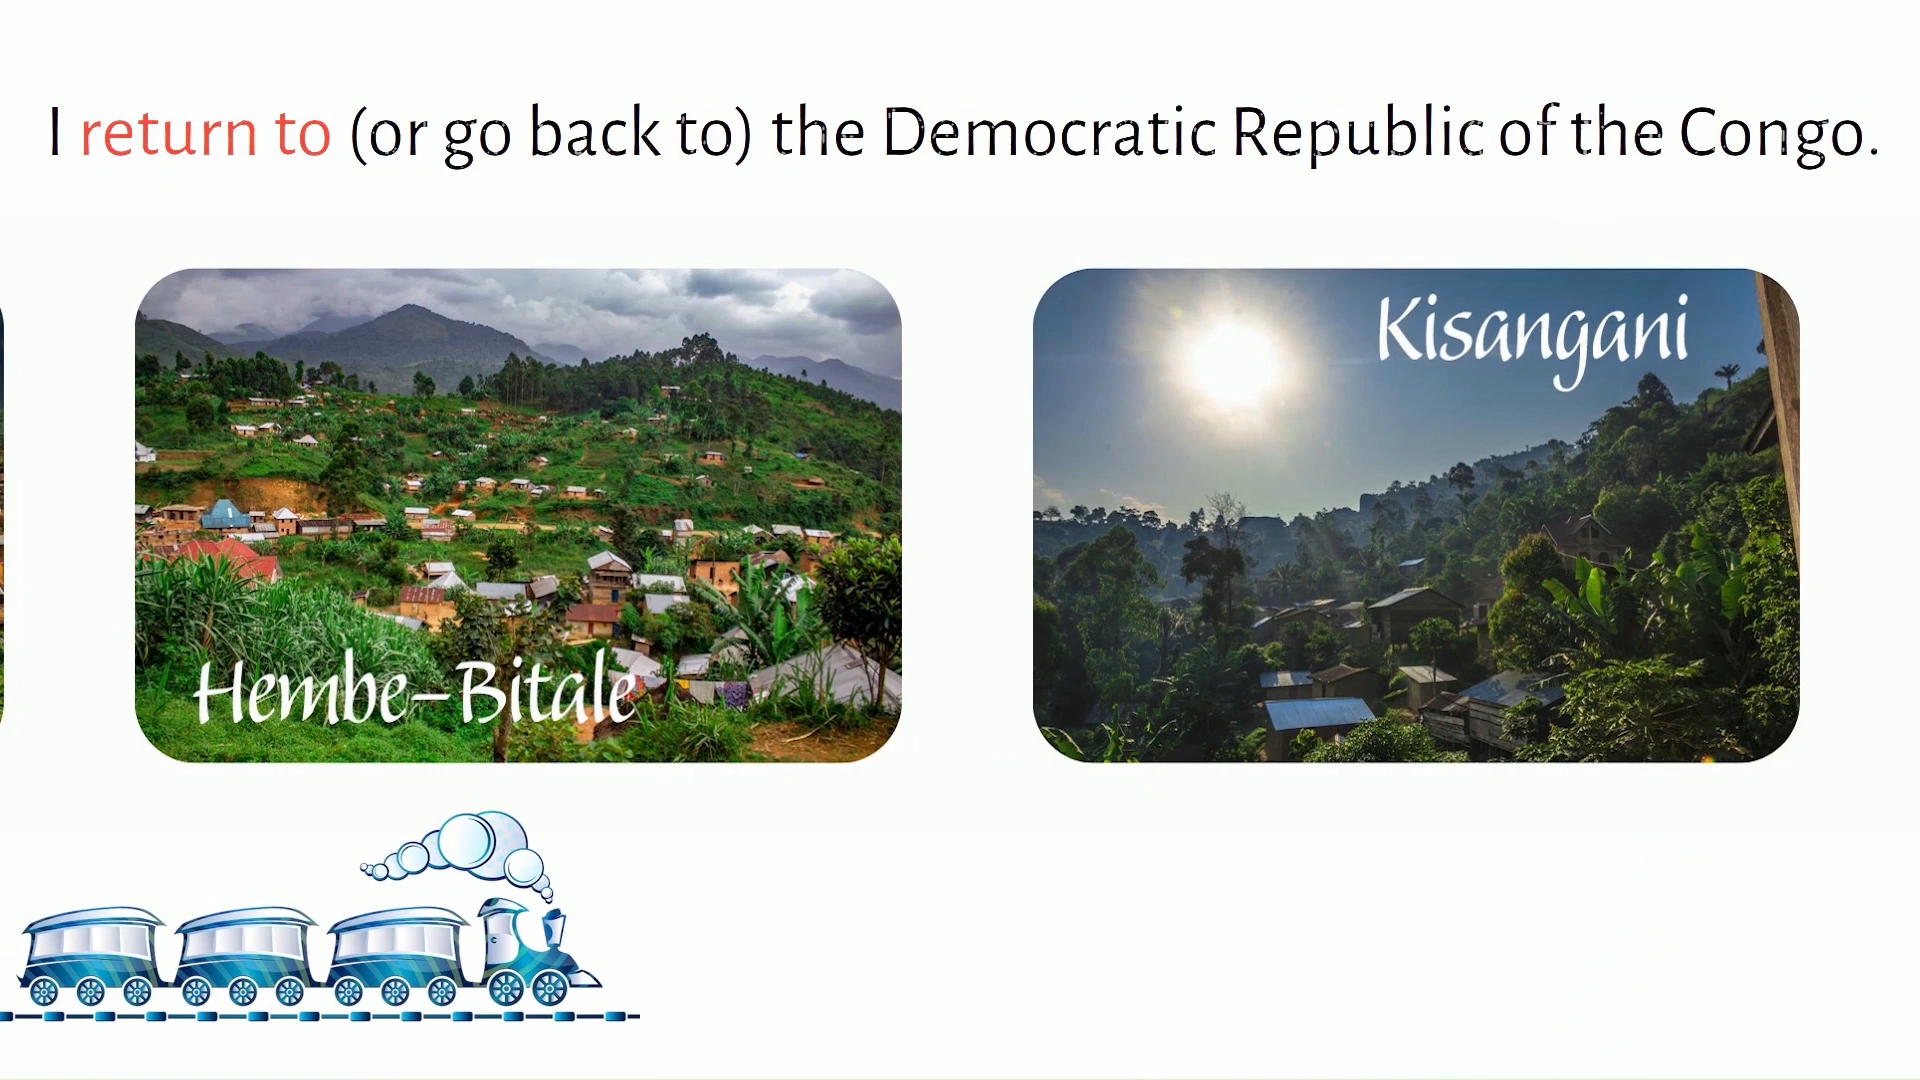 I return to (or go back to) the Democratic Republic of the Congo.
Kisangani
Hembe-Bitale